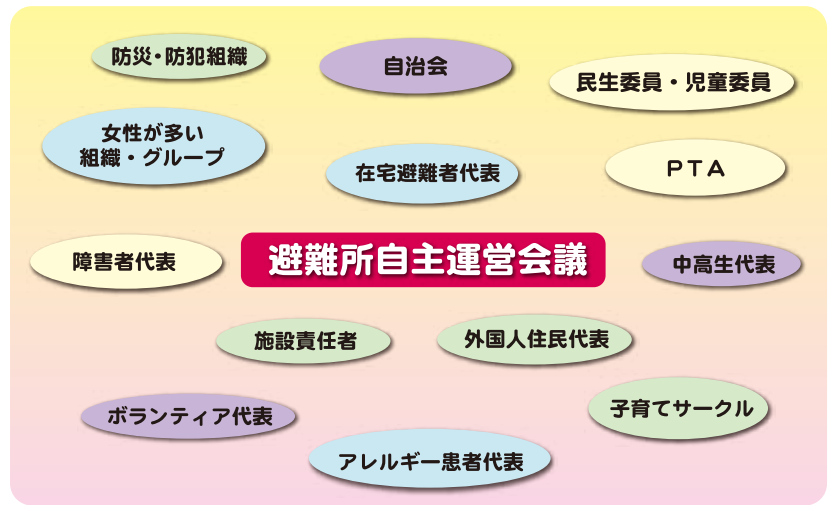 防災・防犯組織
自治会
民生委員・児童委員
女性が多い
組織・グループ
在宅避難者代表
ＰＴＡ
障害者代表
避難所自主運営会議
中高生代表
施設責任者
外国人住民代表
ボランティア代表
子育てサークル
アレルギー患者代表